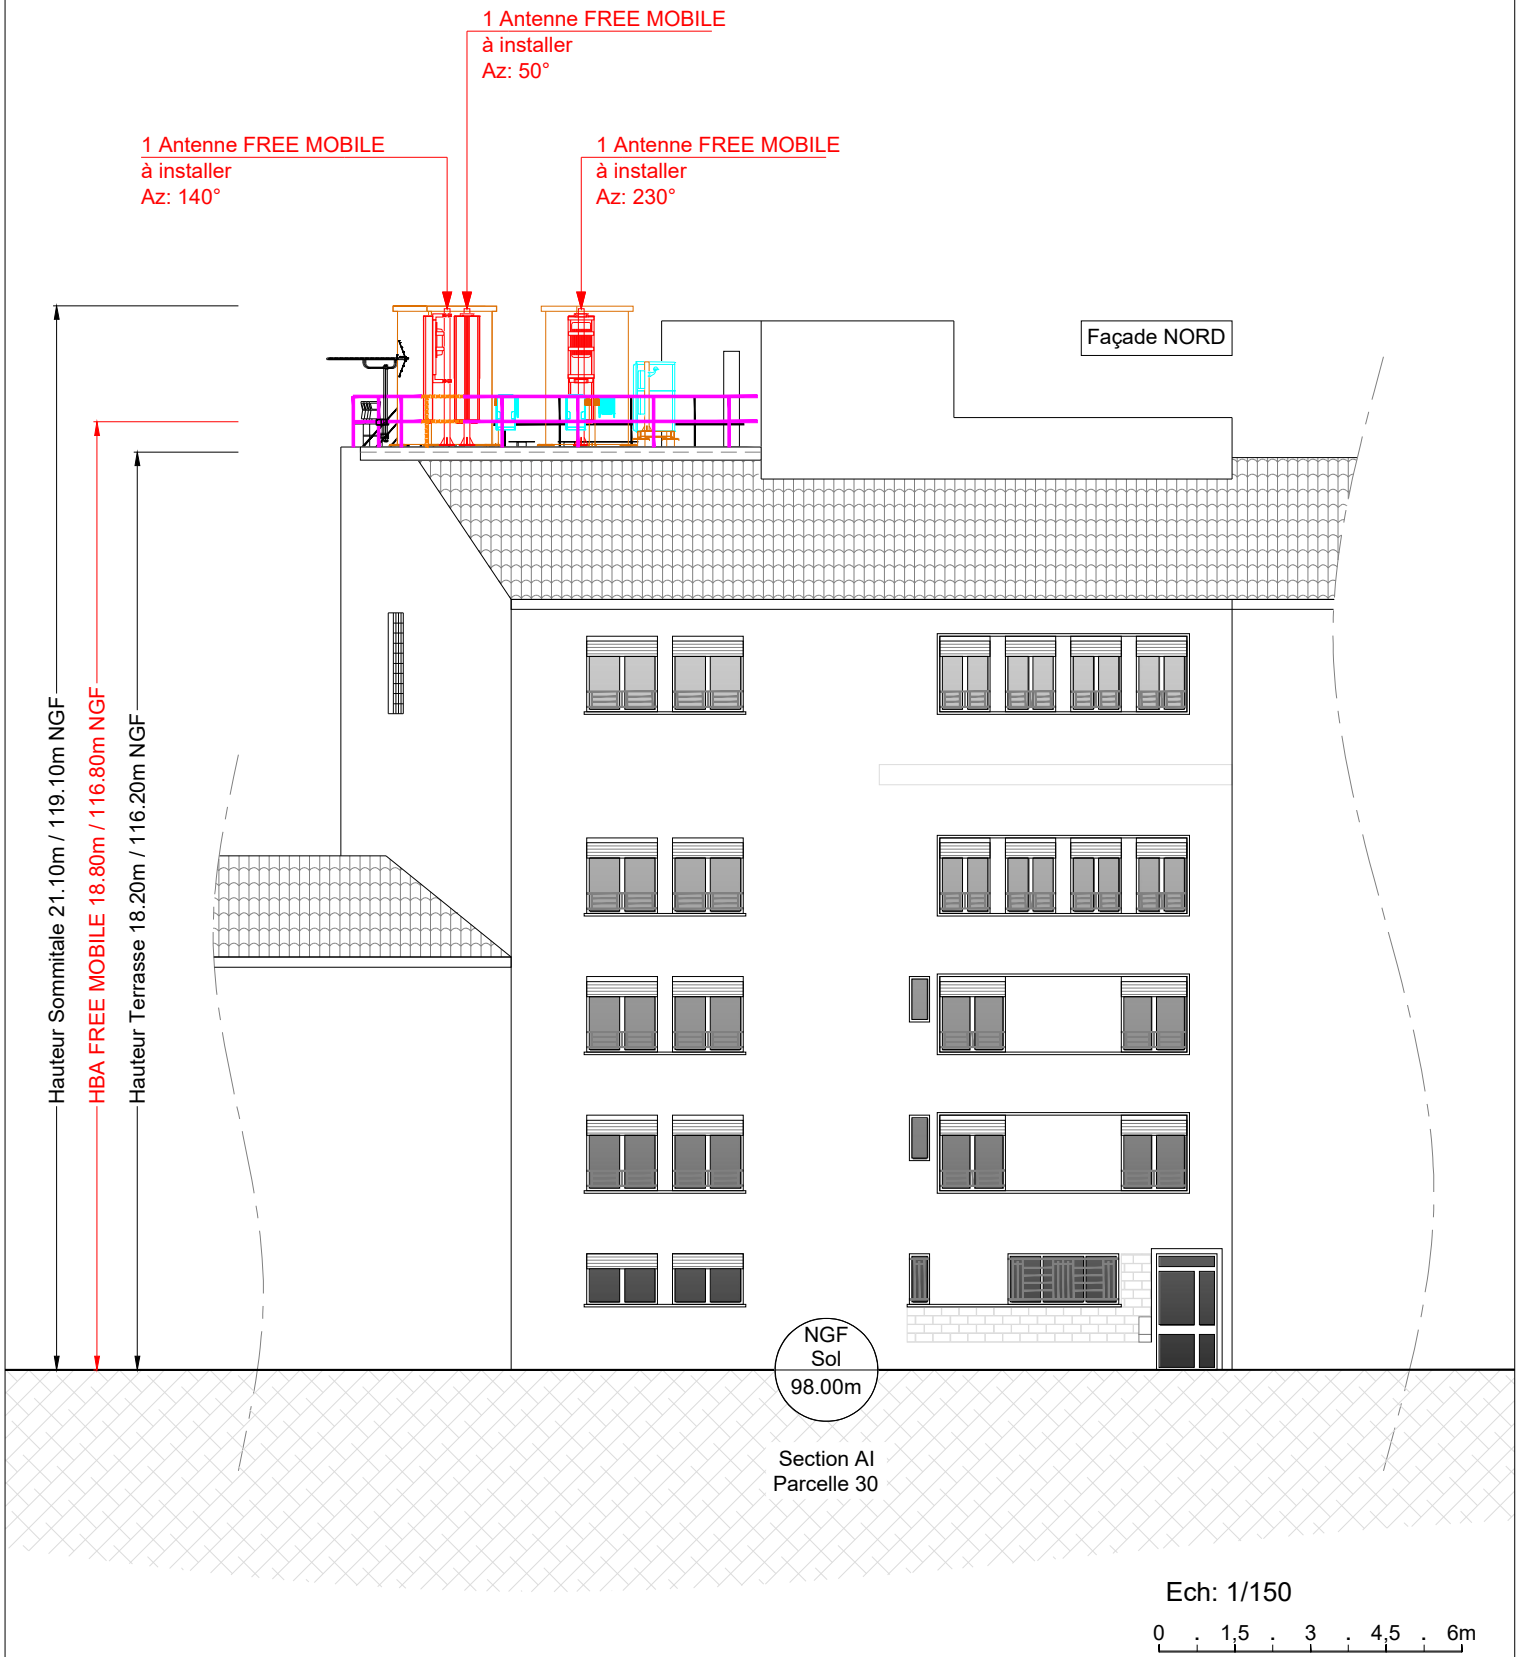 1 Antenne FREE MOBILE
à installer
Az: 50°
1 Antenne FREE MOBILE
à installer
Az: 140°
1 Antenne FREE MOBILE
à installer
Az: 230°
Façade NORD
Hauteur Sommitale 21.10m / 119.10m NGF
HBA FREE MOBILE 18.80m / 116.80m NGF
Hauteur Terrasse 18.20m / 116.20m NGF
NGF
Sol
98.00m
Section AI
Parcelle 30
Ech: 1/150
0 . 1,5 . 3 . 4,5 . 6m